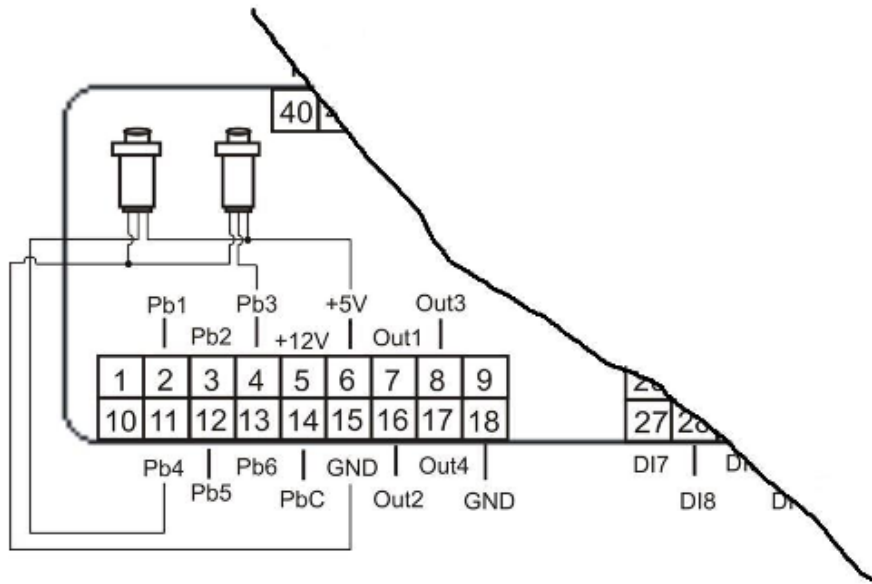 40
Pb1 Pb3 +5V Out3
Pb2 +12V Out1
1 2 3 4 5 6 7 8 9
10 11 12 13 14 15 16 17 18 27 28
Pb4 Pb6 GND Out4 DI7
Pb5 PbC Out2 GND DI8